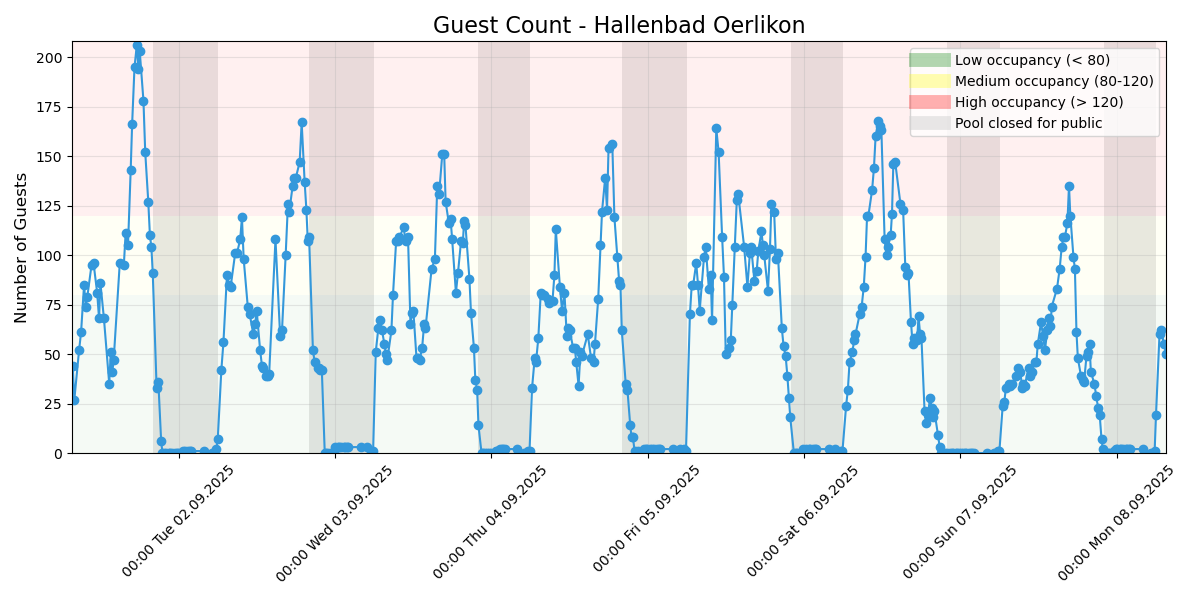 Guest Count - Hallenbad Oerlikon
Number of Guests
200
175
150
125
100
75
50
25
0
Low occupancy (< 80)
Medium occupancy (80-120)
High occupancy (> 120)
Pool closed for public
00:00 Tue 02.09.2025
00:00 Wed 03.09.2025
00:00 Thu 04.09.2025
00:00 Fri 05.09.2025
00:00 Sat 06.09.2025
00:00 Sun 07.09.2025
00:00 Mon 08.09.2025